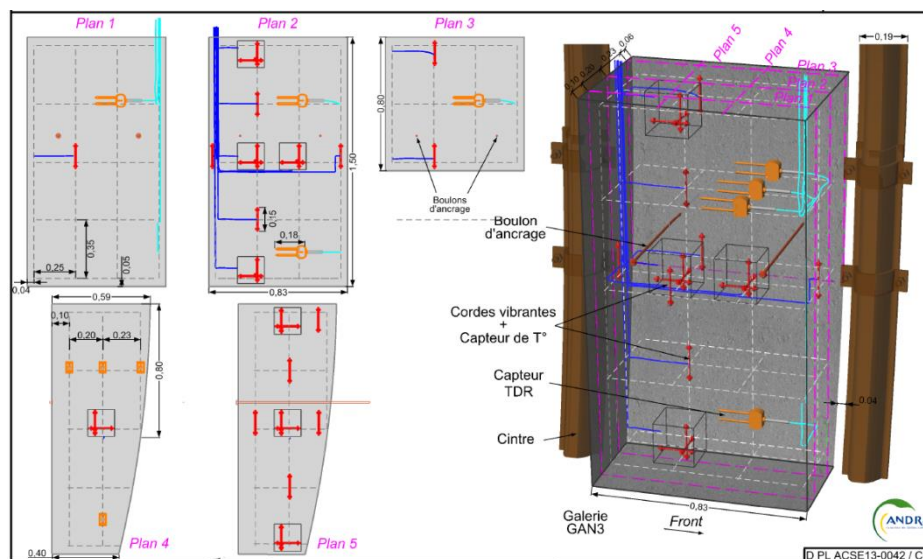 Plan 1
Plan 2
Plan 3
Plan 5
Plan 4
Plan 3
0,19
0,06
0,23
0,20
0,10
0,80
1,50
Boulons
d'ancrage
Boulon
d'ancrage
0,15
0,18
0,35
0,25
0,05
0,04
0,83
0,59
0,10
0,20
0,23
0,80
Cordes vibrantes
+
Capteur de T°
Capteur
TDR
Cintre
0,04
0,83
Galerie
GAN3
Front
0,40
Plan 4
Plan 5
ANDR
D PL ACSE13-0042 / C